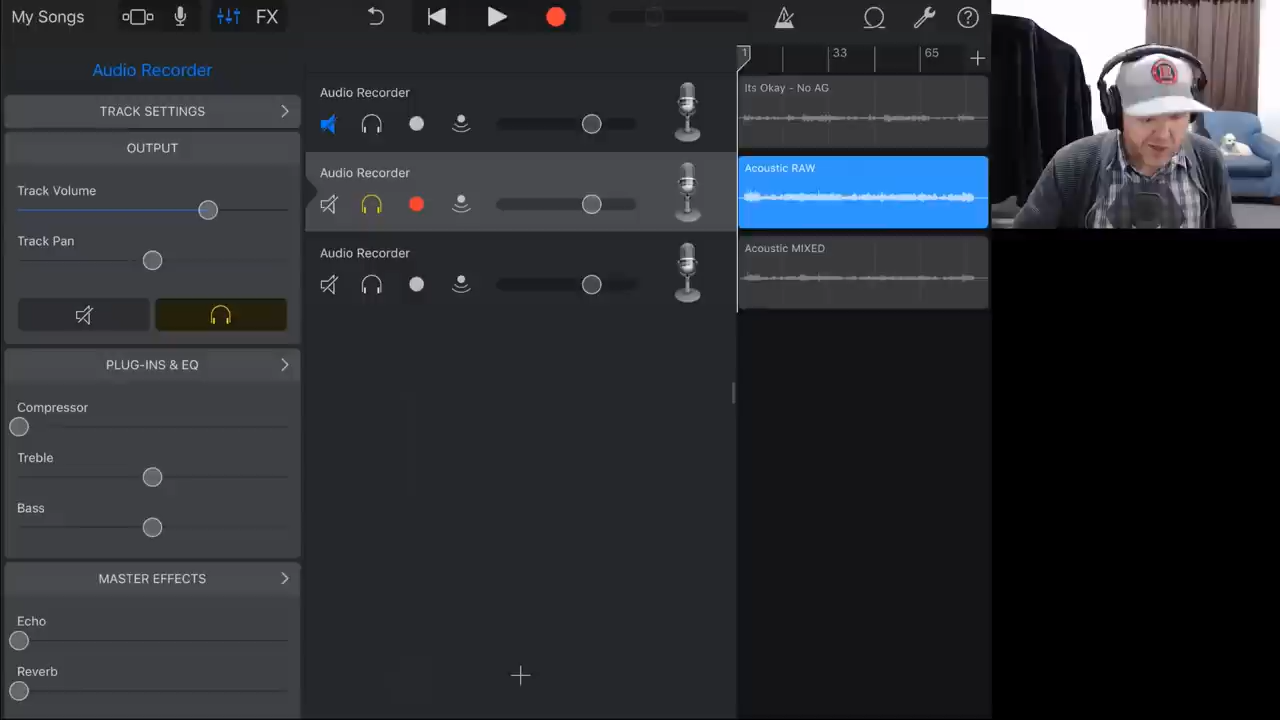 My Songs
FX
Audio Recorder
TRACK SETTINGS
OUTPUT
Track Volume
Track Pan
PLUG-INS & EQ
Compressor
Treble
Bass
MASTER EFFECTS
Echo
Reverb
Audio Recorder
Audio Recorder
Audio Recorder
1
33
65
Its Okay - No AG
Acoustic RAW
Acoustic MIXED